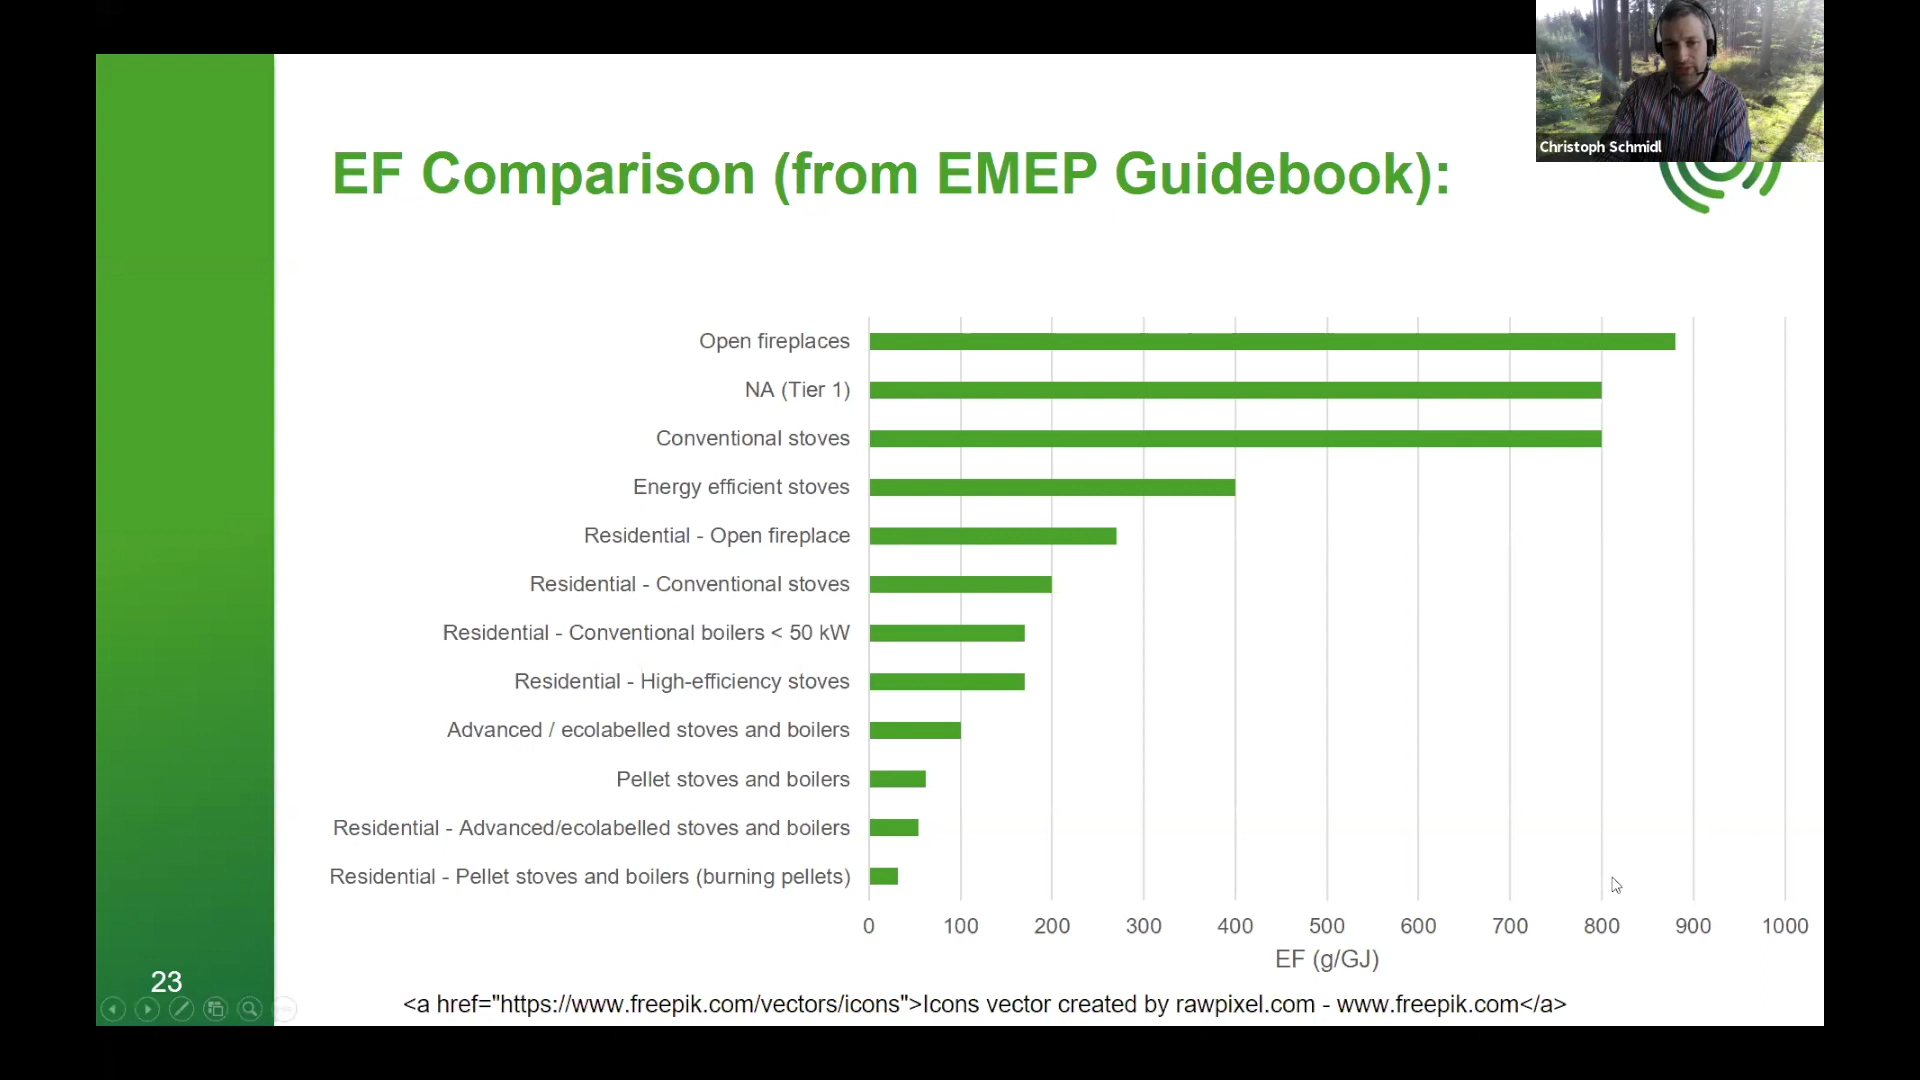 Christoph Schmidl
EF Comparison (from EMEP Guidebook):
Open fireplaces
NA (Tier 1)
Conventional stoves
Energy efficient stoves
Residential - Open fireplace
Residential - Conventional stoves
Residential - Conventional boilers < 50 kW
Residential - High-efficiency stoves
Advanced / ecolabelled stoves and boilers
Pellet stoves and boilers
Residential - Advanced/ecolabelled stoves and boilers
Residential - Pellet stoves and boilers (burning pellets)
0 100 200 300 400 500 600 700 800 900 1000
EF (g/GJ)
23
<a href="https://www.freepik.com/vectors/icons">Icons vector created by rawpixel.com - www.freepik.com</a>